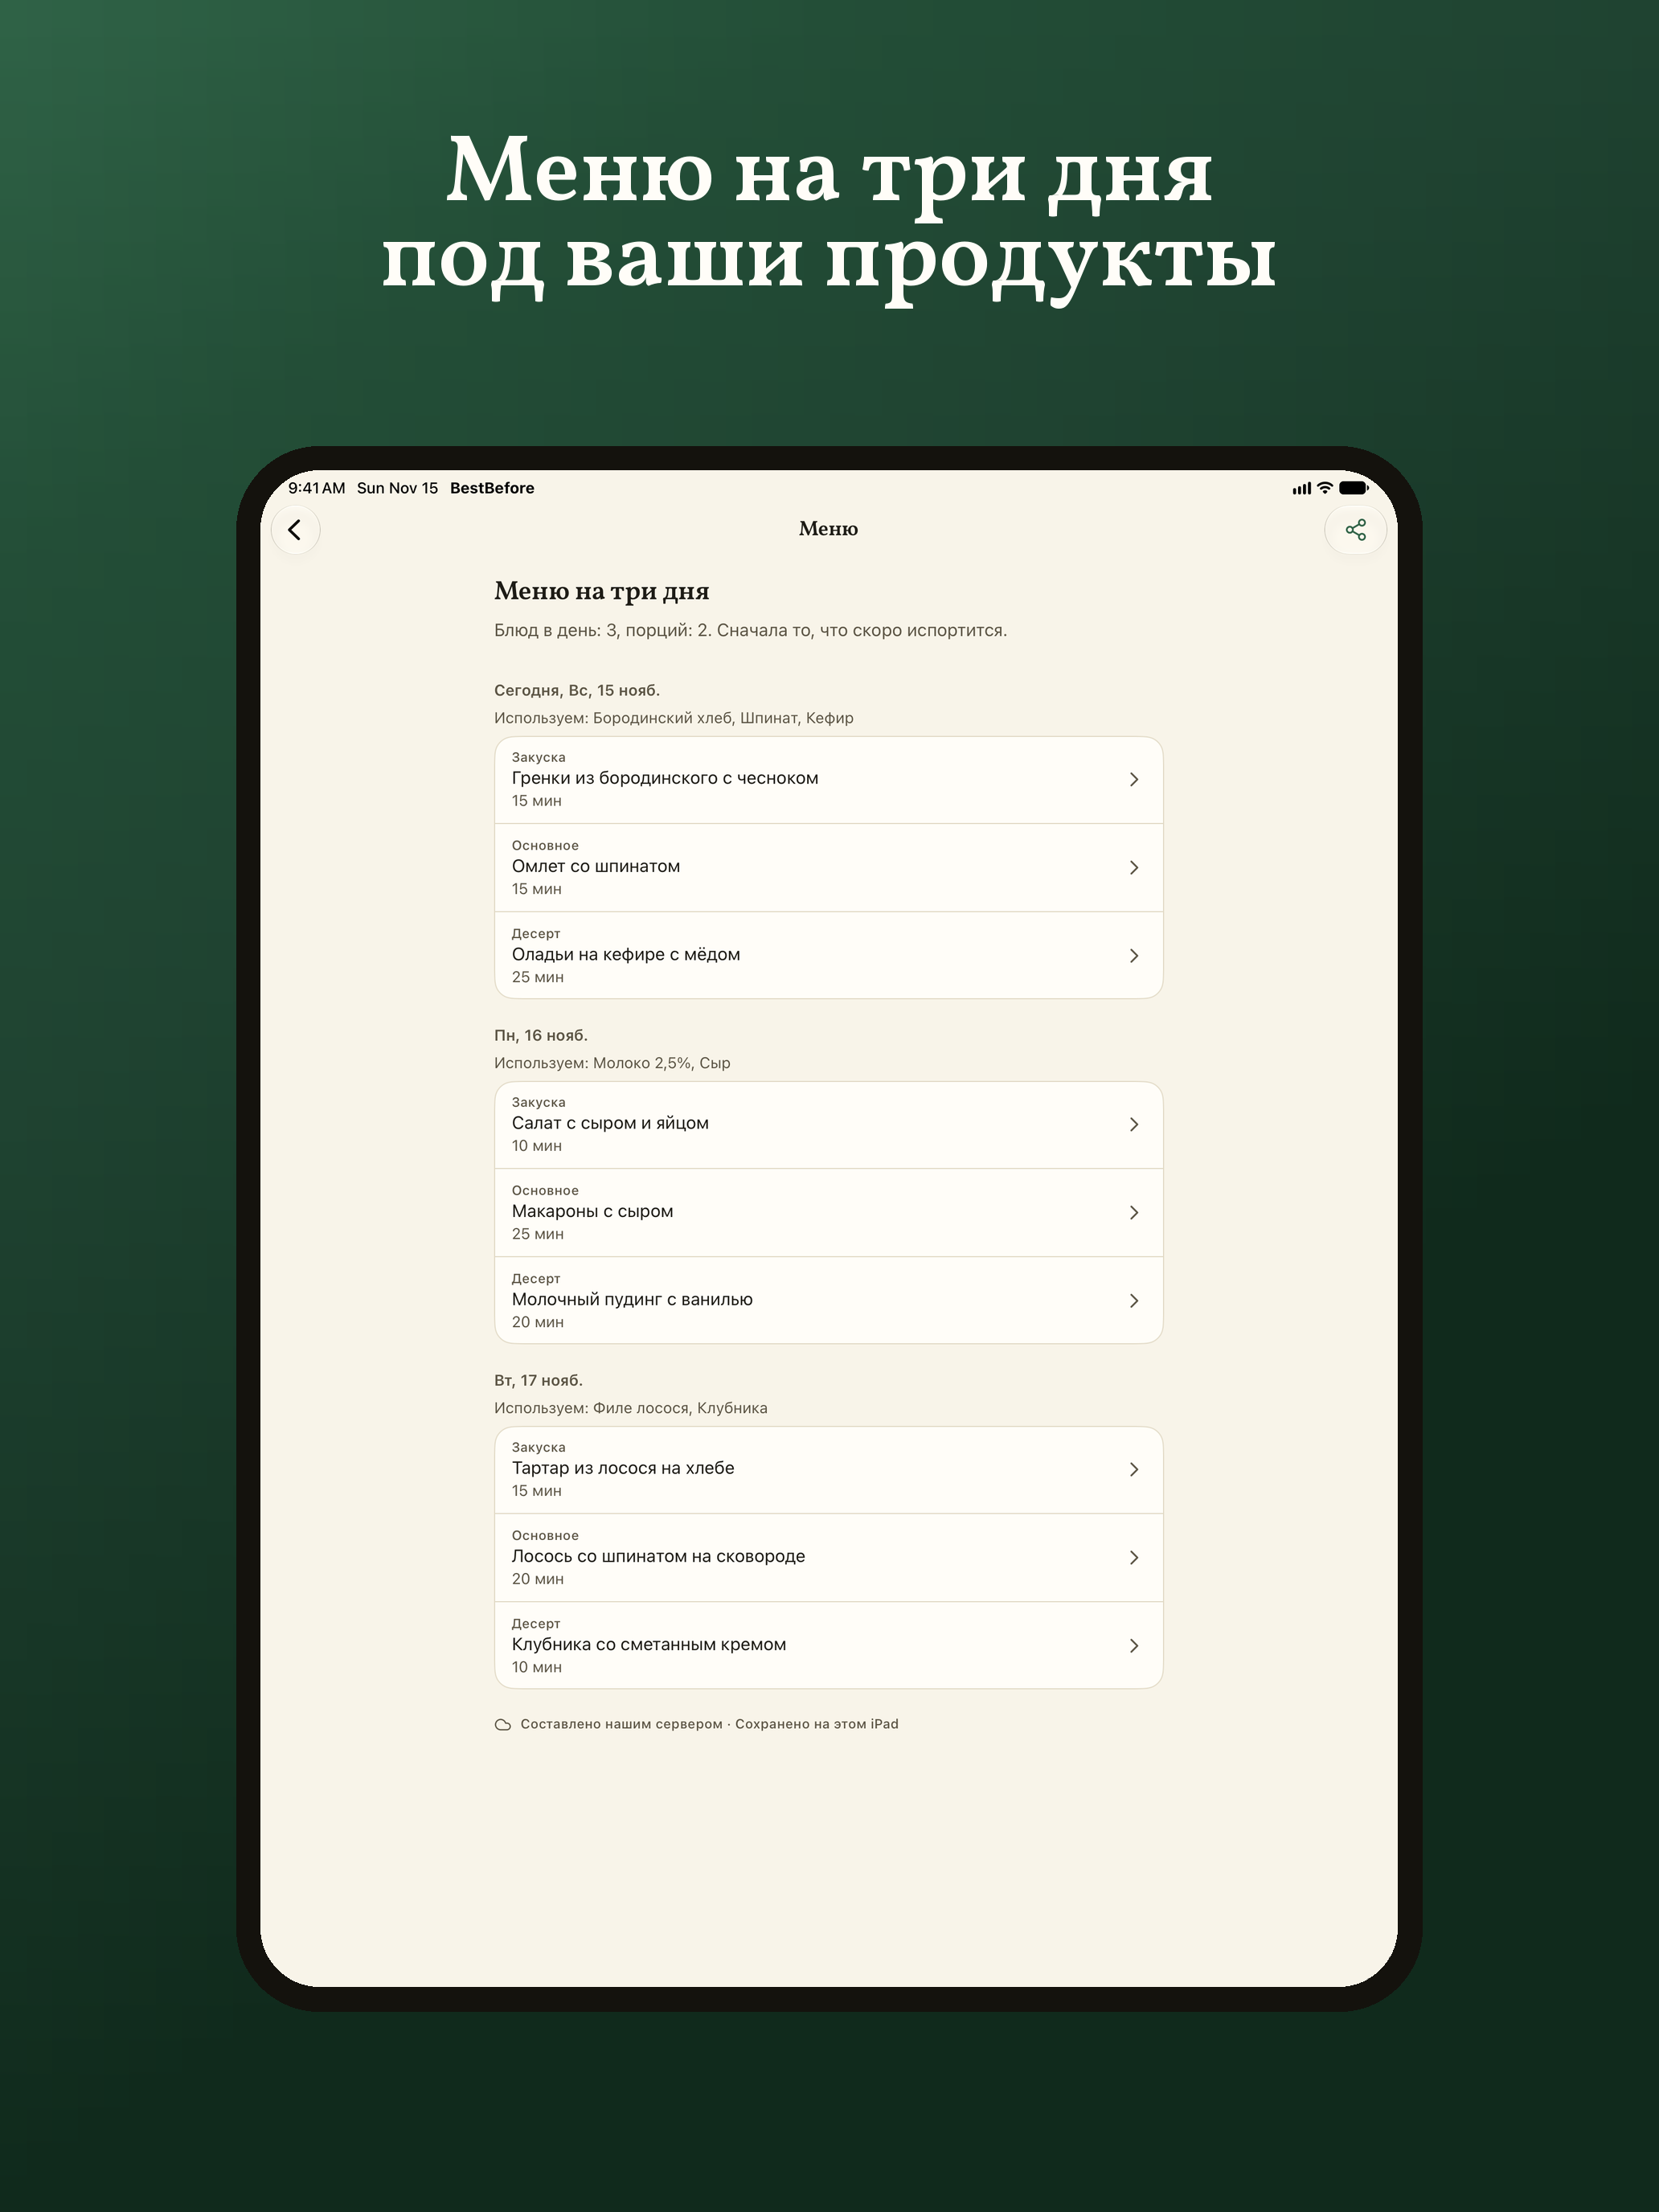 Меню на три дня
под ваши продукты
9:41 AM Sun Nov 15 BestBefore
Меню
Меню на три дня
Блюд в день: 3, порций: 2. Сначала то, что скоро испортится.
Сегодня, Вс, 15 нояб.
Используем: Бородинский хлеб, Шпинат, Кефир
Закуска
Гренки из бородинского с чесноком
15 мин
Основное
Омлет со шпинатом
15 мин
Десерт
Оладьи на кефире с мёдом
25 мин
Пн, 16 нояб.
Используем: Молоко 2,5%, Сыр
Закуска
Салат с сыром и яйцом
10 мин
Основное
Макароны с сыром
25 мин
Десерт
Молочный пудинг с ванилью
20 мин
Вт, 17 нояб.
Используем: Филе лосося, Клубника
Закуска
Тартар из лосося на хлебе
15 мин
Основное
Лосось со шпинатом на сковороде
20 мин
Десерт
Клубника со сметанным кремом
10 мин
Составлено нашим сервером · Сохранено на этом iPad